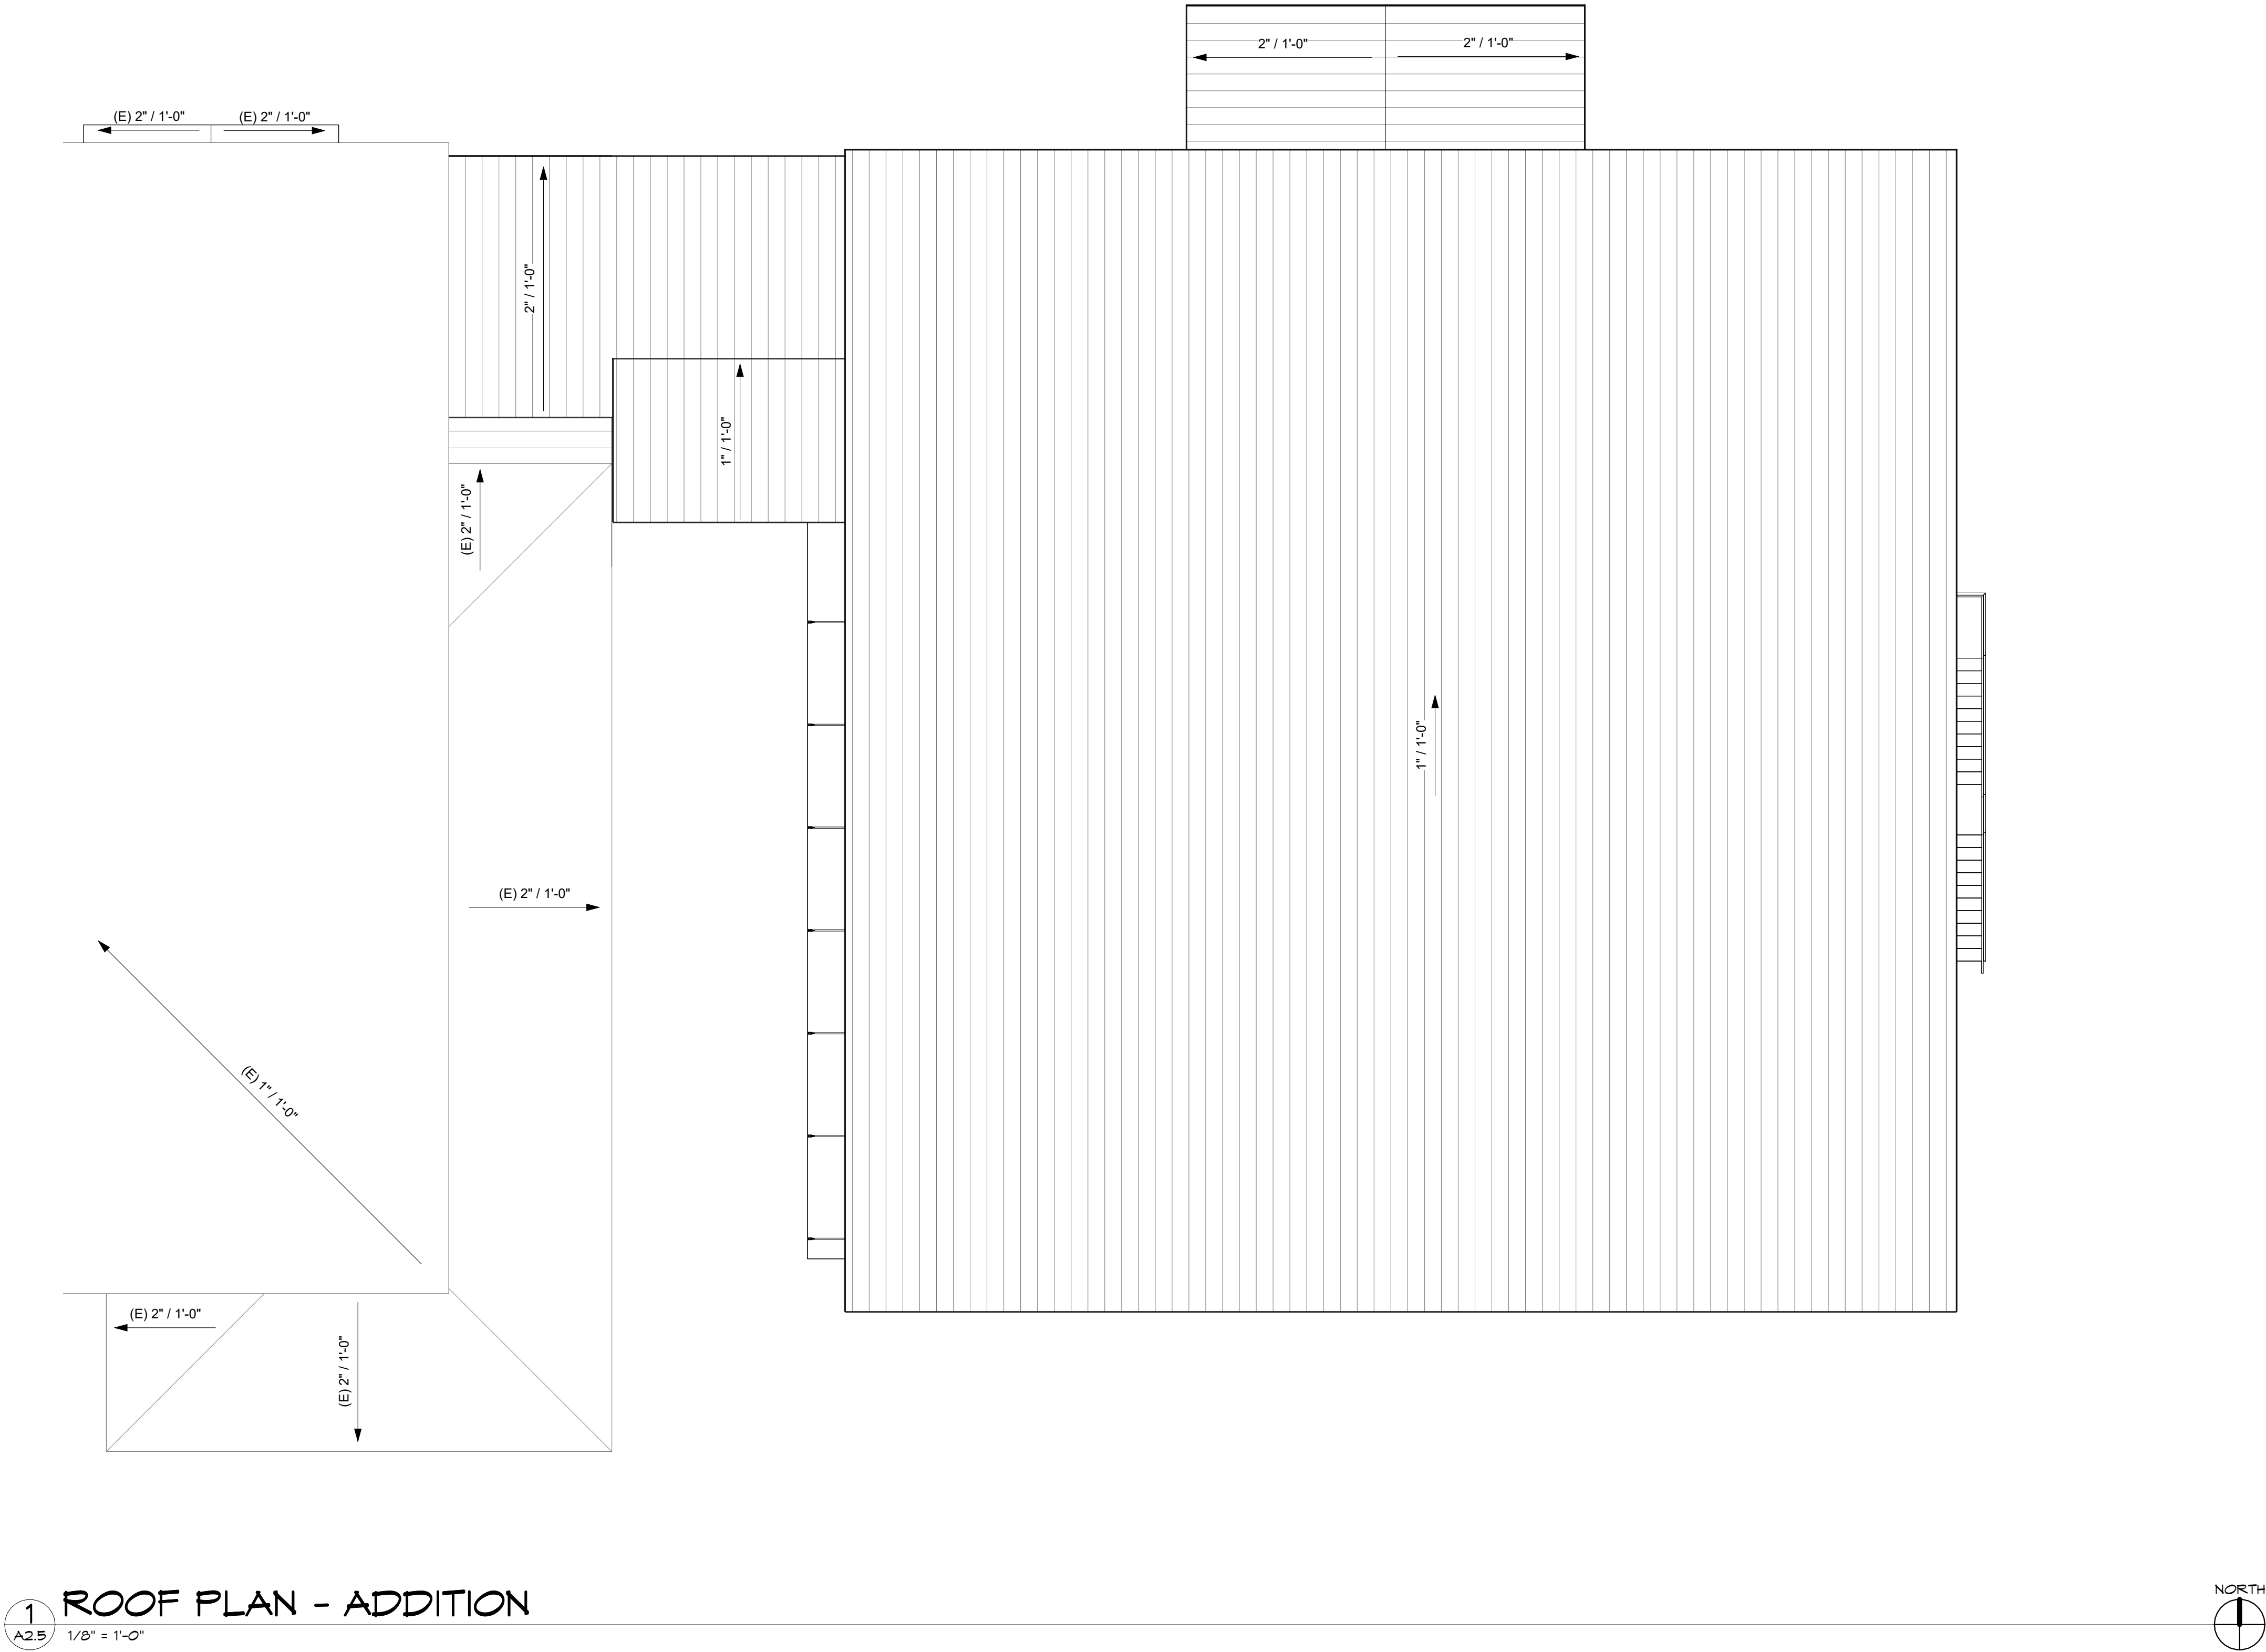 2" / 1'-0"
2" / 1'-0"
(E) 2" / 1'-0"
(E) 2" / 1'-0"
2" / 1'-0"
1" / 1'-0"
(E) 2" / 1'-0"
1" / 1'-0"
(E) 2" / 1'-0"
(E) 1" / 1'-0"
(E) 2" / 1'-0"
(E) 2" / 1'-0"
NORTH
1
ROOF PLAN - ADDITION
A2.5
1/8" = 1'-0"